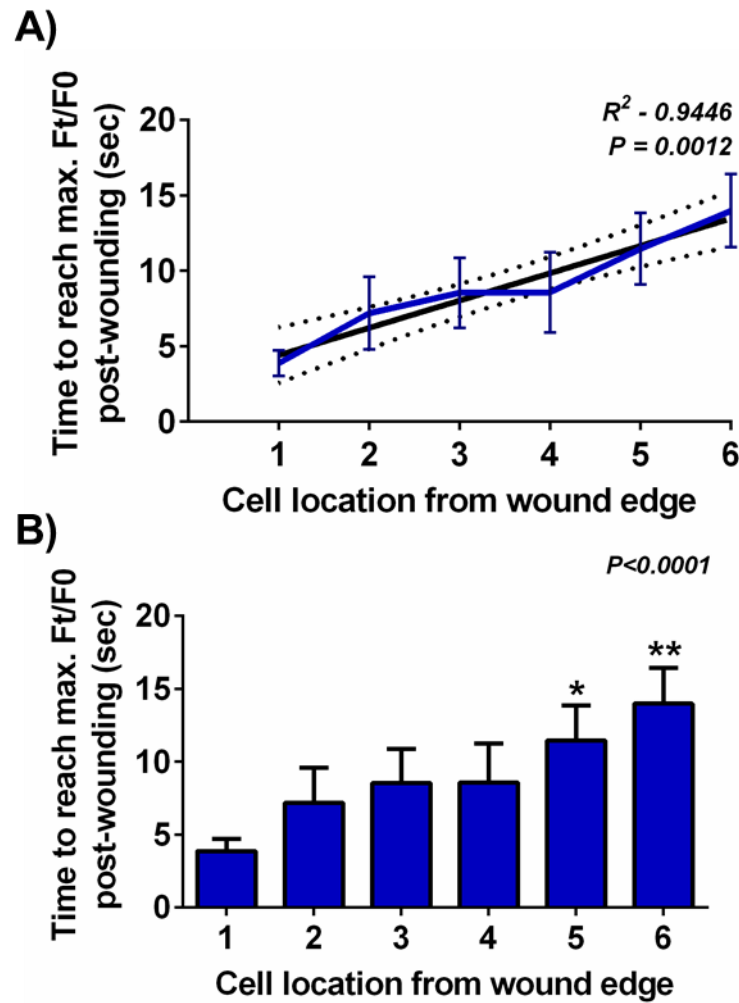 A)
Time to reach max. Ft/F0
post-wounding (sec)
20
15
10
5
0
R² - 0.9446
P = 0.0012
1 2 3 4 5 6
Cell location from wound edge
B)
P<0.0001
Time to reach max. Ft/F0
post-wounding (sec)
20
15
10
5
0
* **
1 2 3 4 5 6
Cell location from wound edge